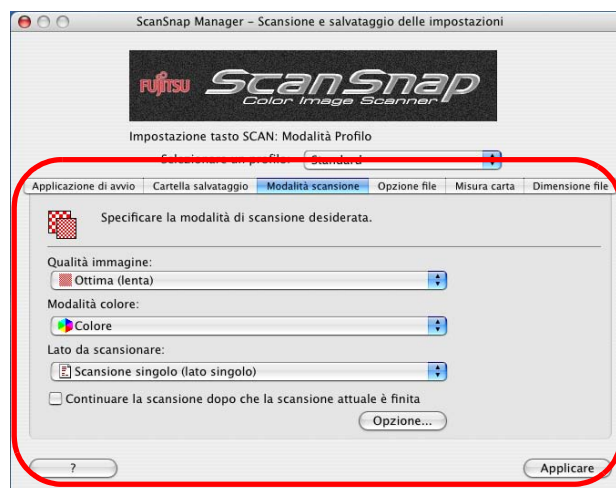 ScanSnap Manager – Scansione e salvataggio delle impostazioni
FUJITSU ScanSnap
Color Image Scanner
Impostazione tasto SCAN: Modalità Profilo
Selezionare un profilo: Standard
Applicazione di avvio Cartella salvataggio Modalità scansione Opzione file Misura carta Dimensione file
Specificare la modalità di scansione desiderata.
Qualità immagine:
Ottima (lenta)
Modalità colore:
Colore
Lato da scansionare:
Scansione singolo (lato singolo)
Continuare la scansione dopo che la scansione attuale è finita
Opzione...
? Applicare